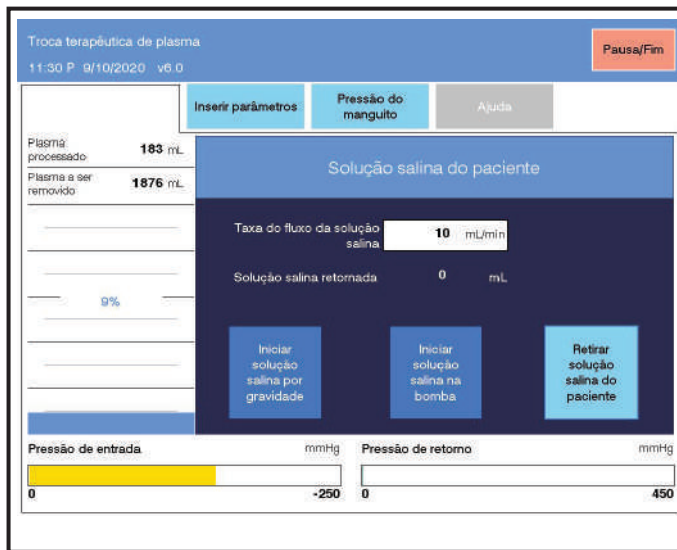 Troca terapêutica de plasma
11:30 P 9/10/2020 v6.0
Pausa/Fim
Inserir parâmetros
Pressão do
manguito
Ajuda
Plasma
processado
183 mL
Plasma a ser
removido
1876 mL
9%
Solução salina do paciente
Taxa do fluxo da solução
salina
10 mL/min
Solução salina retornada
0 mL
Iniciar
solução
salina por
gravidade
Iniciar
solução
salina na
bomba
Retirar
solução
salina do
paciente
Pressão de entrada mmHg
0 -250
Pressão de retorno mmHg
0 450